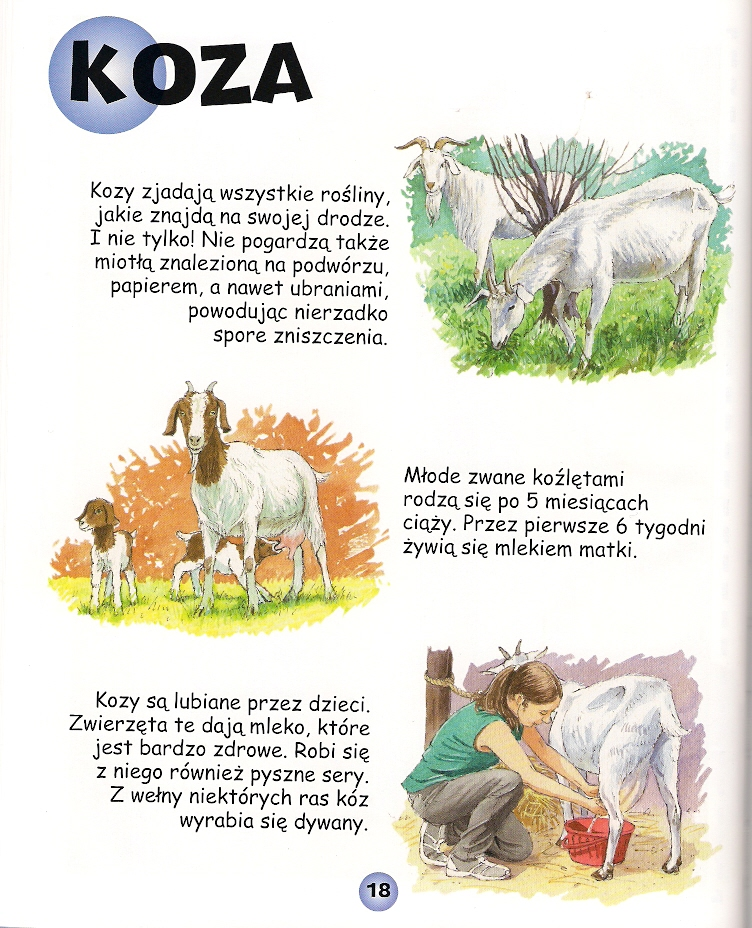 KOZA
Kozy zjadają wszystkie rośliny,
jakie znajdą na swojej drodze.
I nie tylko! Nie pogardzą także
miotłą znalezioną na podwórzu,
papierem, a nawet ubraniami,
powodując nierzadko
spore zniszczenia.
Młode zwane koźlętami
rodzą się po 5 miesiącach
ciąży. Przez pierwsze 6 tygodni
żywią się mlekiem matki.
Kozy są lubiane przez dzieci.
Zwierzęta te dają mleko, które
jest bardzo zdrowe. Robi się
z niego również pyszne sery.
Z wełny niektórych ras kóz
wyrabia się dywany.
18